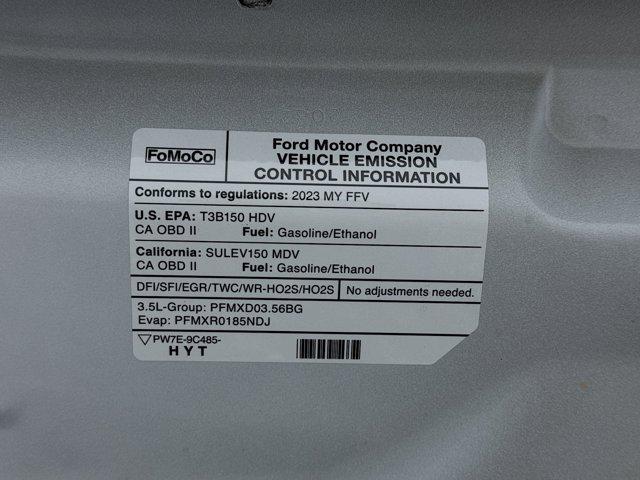 FoMoCo
Ford Motor Company
VEHICLE EMISSION
CONTROL INFORMATION
Conforms to regulations: 2023 MY FFV
U.S. EPA: T3B150 HDV
CA OBD II Fuel: Gasoline/Ethanol
California: SULEV150 MDV
CA OBD II Fuel: Gasoline/Ethanol
DFI/SFI/EGR/TWC/WR-HO2S/HO2S No adjustments needed.
3.5L-Group: PFMXD03.56BG
Evap: PFMXR0185NDJ
PW7E-9C485-
HYT